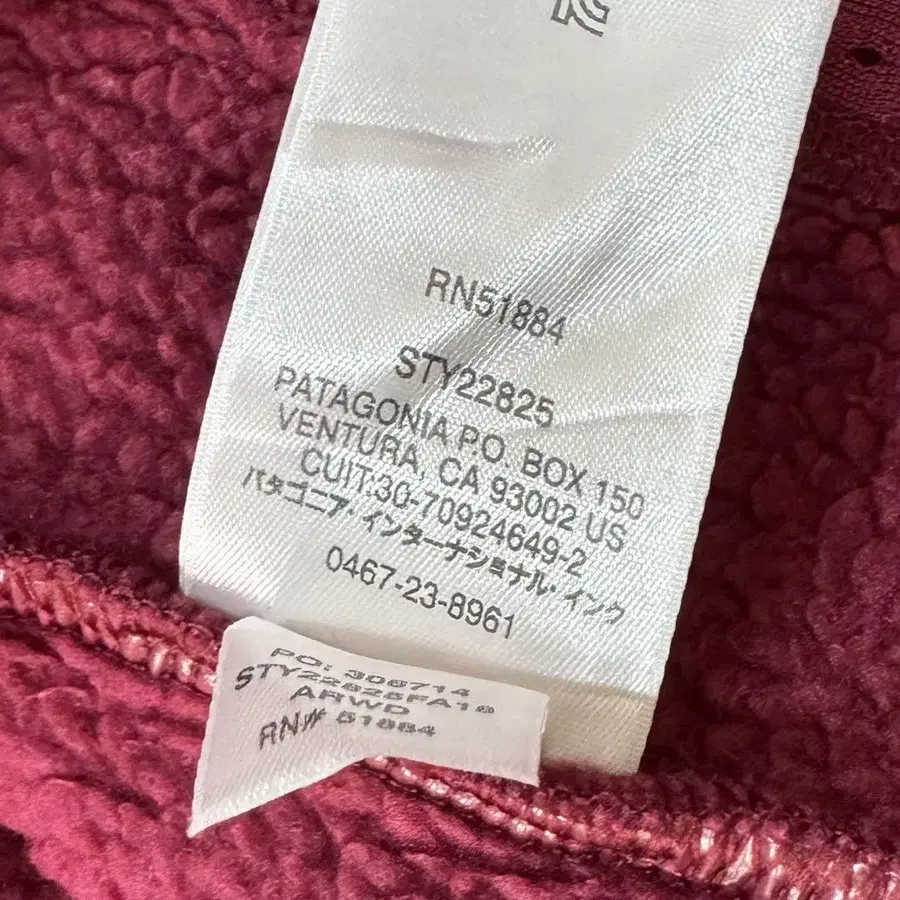 RN51884
STY22825
PATAGONIA P.O. BOX 150
VENTURA, CA 93002 US
CUIT:30-70924649-2
パタゴニア・インターナショナル・インク
0467-23-8961
PO: 308714
STY22825FA18
ARWD
RN# 51884